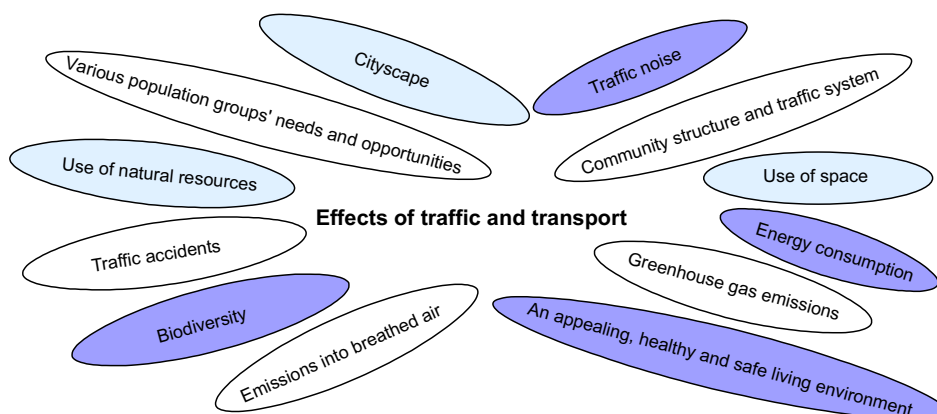 Cityscape
Traffic noise
Various population groups' needs and opportunities
Community structure and traffic system
Use of natural resources
Use of space
Effects of traffic and transport
Traffic accidents
Energy consumption
Greenhouse gas emissions
Biodiversity
Emissions into breathed air
An appealing, healthy and safe living environment